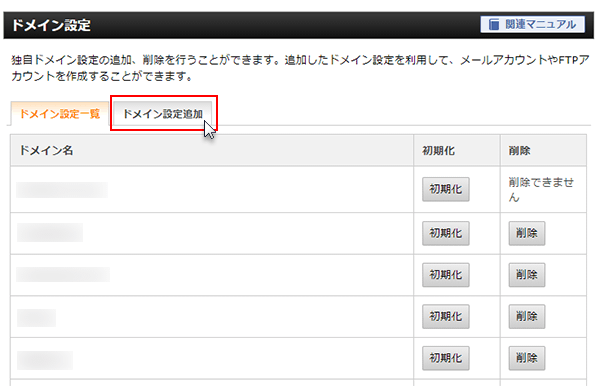 ドメイン設定
関連マニュアル
独自ドメイン設定の追加、削除を行うことができます。追加したドメイン設定を利用して、メールアカウントやFTPア
カウントを作成することができます。
ドメイン設定一覧 ドメイン設定追加
ドメイン名 初期化 削除
初期化 削除できませ
ん
初期化 削除
初期化 削除
初期化 削除
初期化 削除